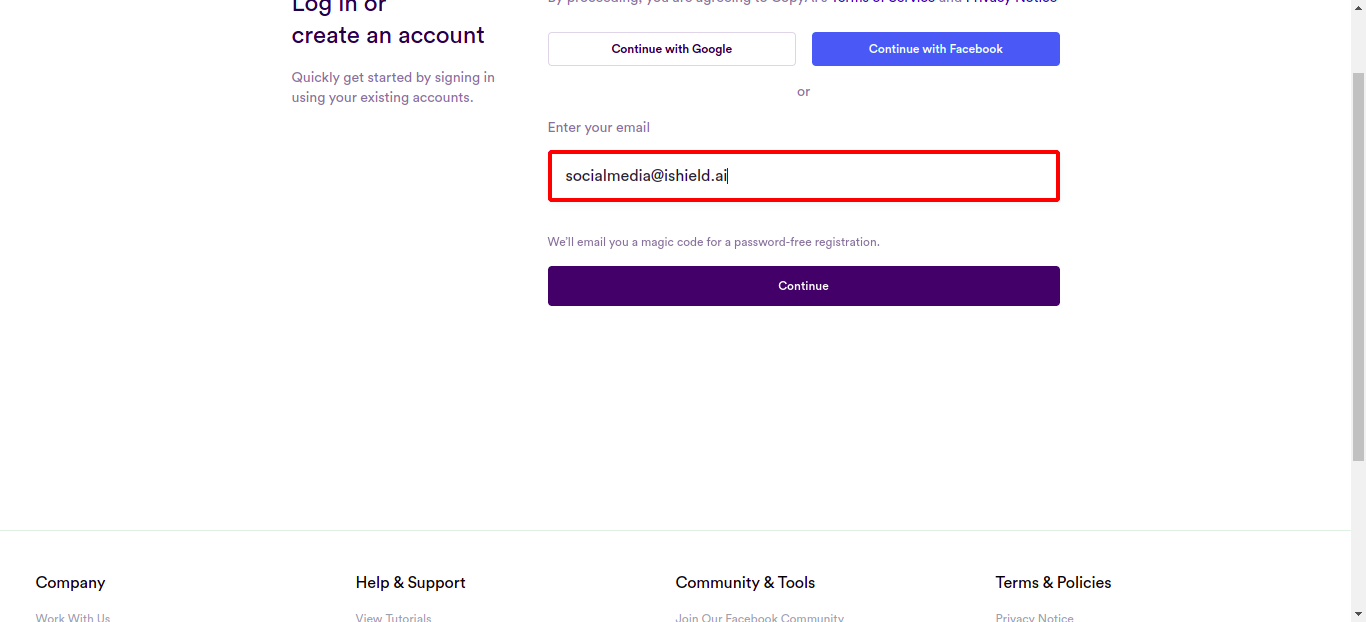 Log in or
create an account
Quickly get started by signing in
using your existing accounts.
By proceeding, you are agreeing to CopyAI's Terms of Service and Privacy Notice
Continue with Google
Continue with Facebook
or
Enter your email
socialmedia@ishield.ai
We'll email you a magic code for a password-free registration.
Continue
Company
Help & Support
Community & Tools
Terms & Policies
Work With Us
View Tutorials
Join Our Facebook Community
Privacy Notice